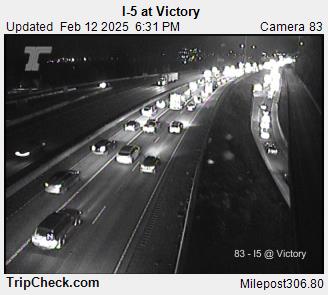 I-5 at Victory
Updated Feb 12 2025 6:31 PM Camera 83
T
83 - I5 @ Victory
TripCheck.com Milepost306.80